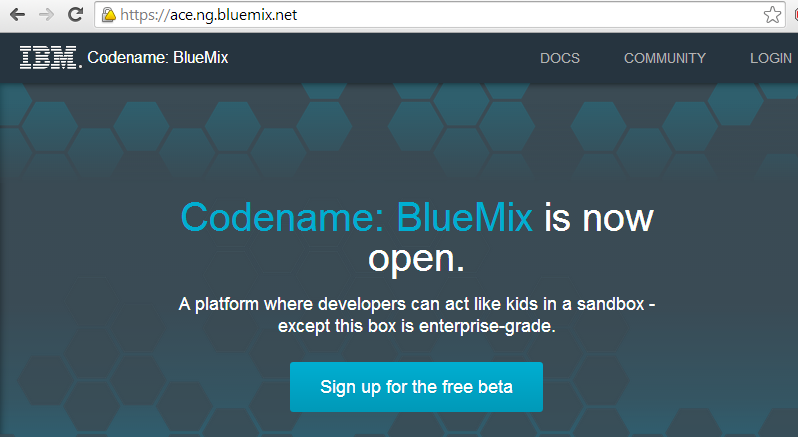 https://ace.ng.bluemix.net
IBM. Codename: BlueMix DOCS COMMUNITY LOGIN
Codename: BlueMix is now
open.
A platform where developers can act like kids in a sandbox -
except this box is enterprise-grade.
Sign up for the free beta